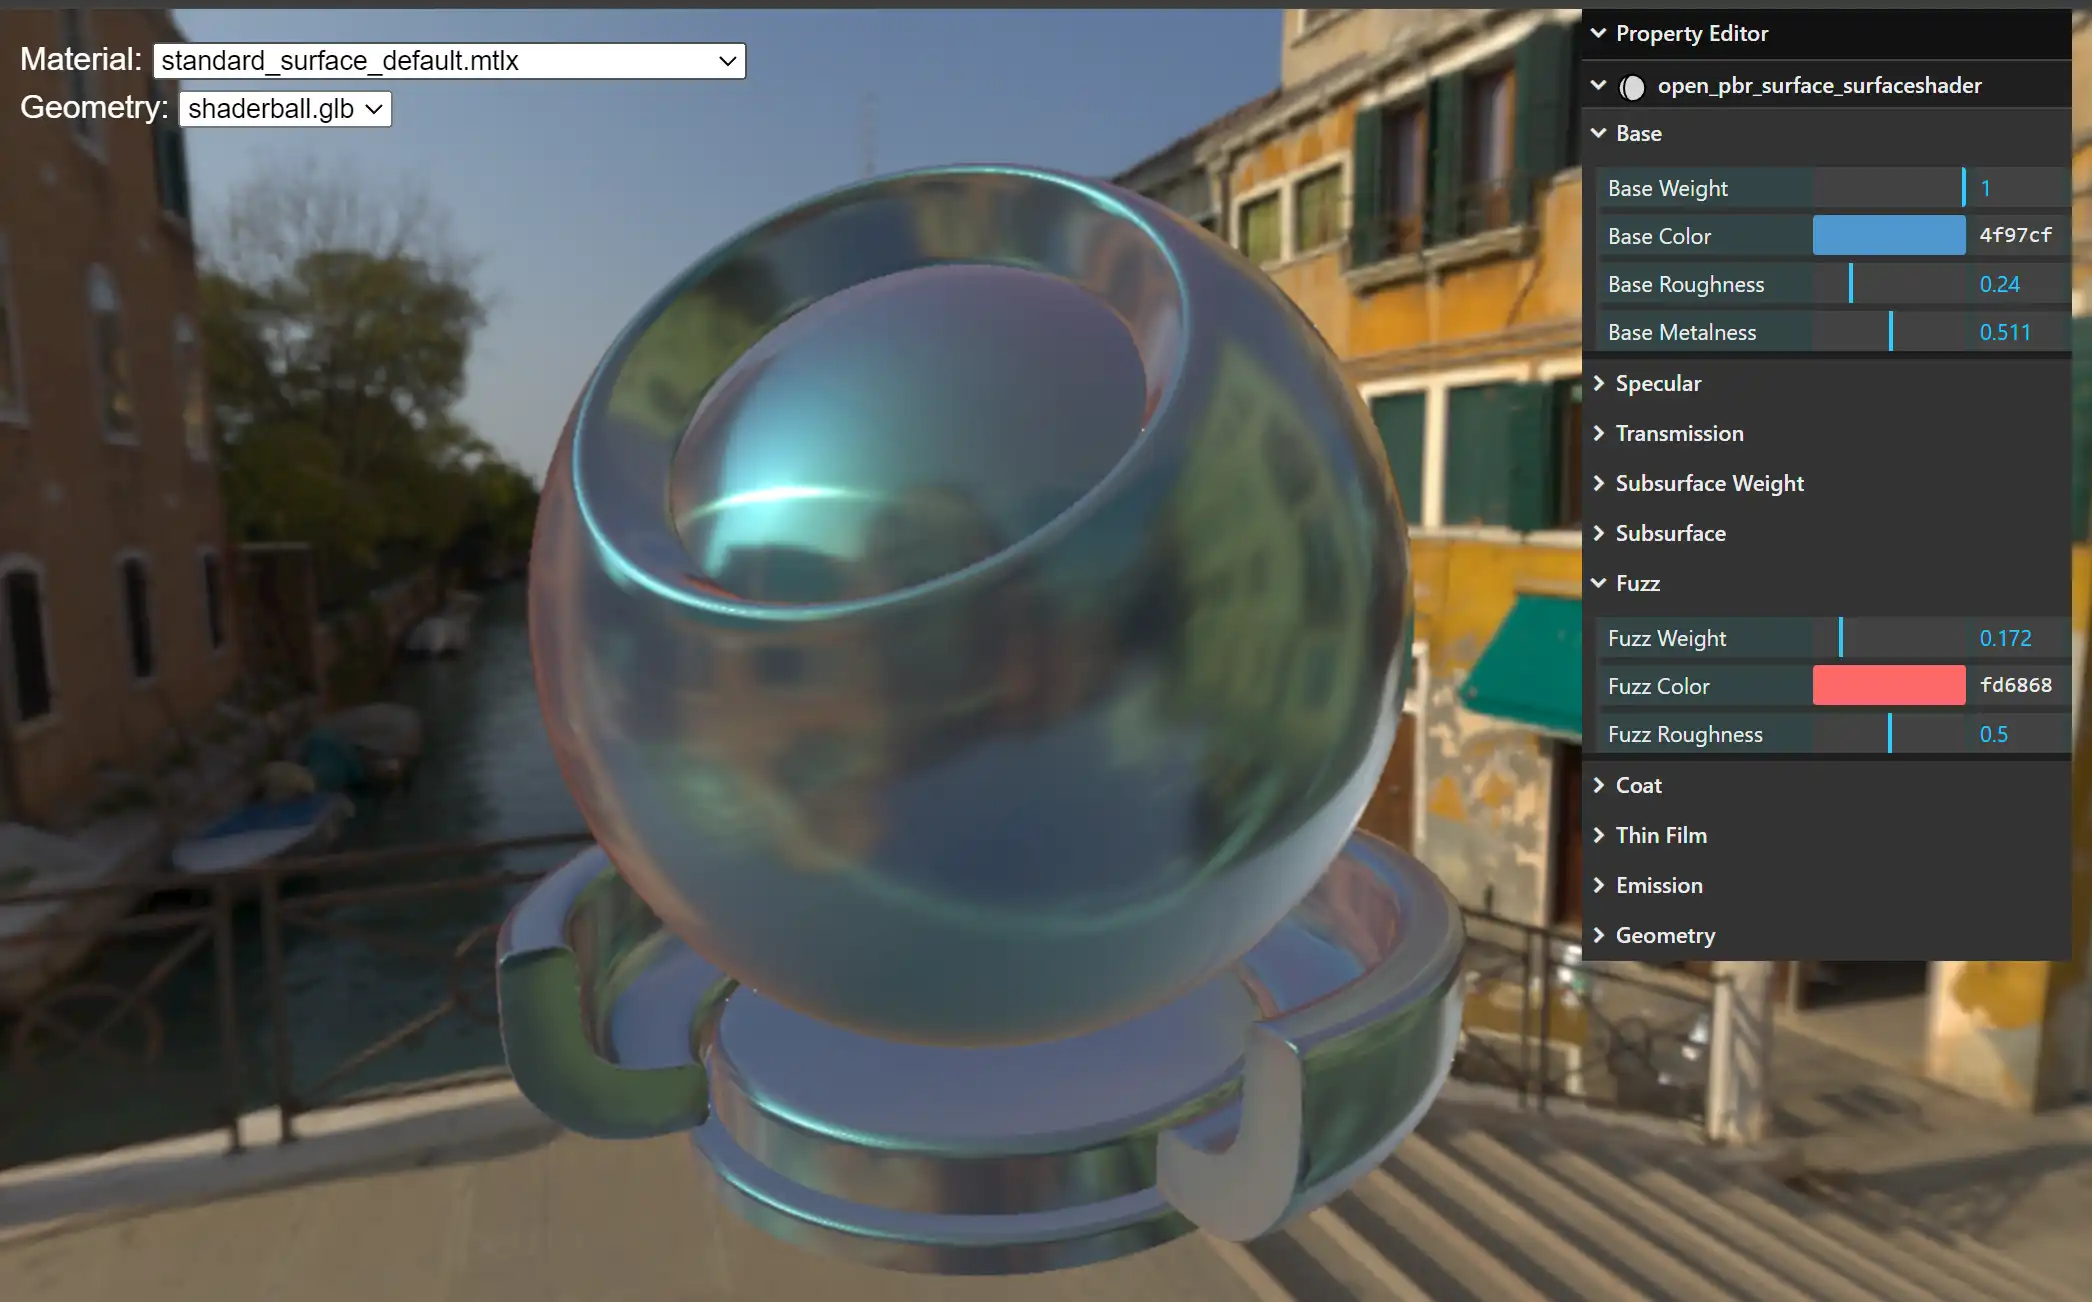 Material: standard_surface_default.mtlx
Geometry: shaderball.glb
Property Editor
open_pbr_surface_surfaceshader
Base
Base Weight 1
Base Color 4f97cf
Base Roughness 0.24
Base Metalness 0.511
Specular
Transmission
Subsurface Weight
Subsurface
Fuzz
Fuzz Weight 0.172
Fuzz Color fd6868
Fuzz Roughness 0.5
Coat
Thin Film
Emission
Geometry